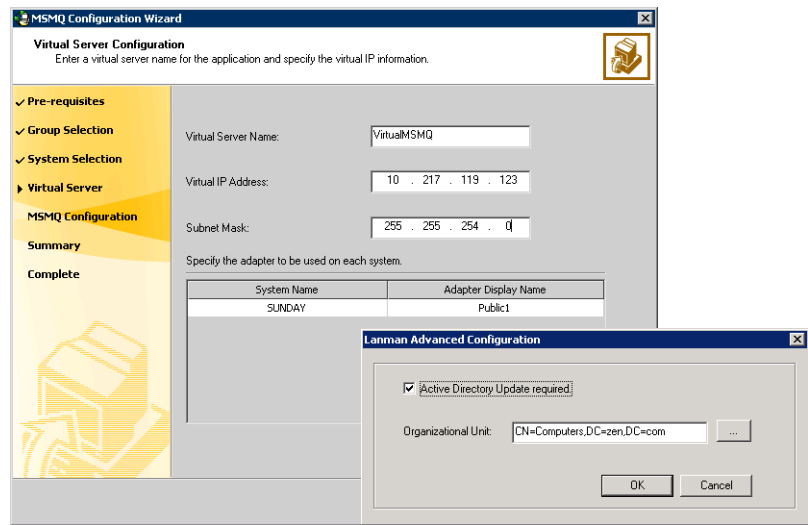 MSMQ Configuration Wizard
Virtual Server Configuration
Enter a virtual server name for the application and specify the virtual IP information.
Pre-requisites
Group Selection
System Selection
Virtual Server
MSMQ Configuration
Summary
Complete
Virtual Server Name: VirtualMSMQ
Virtual IP Address: 10 . 217 . 119 . 123
Subnet Mask: 255 . 255 . 254 . 0
Specify the adapter to be used on each system.
System Name Adapter Display Name
SUNDAY Public1
Lanman Advanced Configuration
Active Directory Update required.
Organizational Unit: CN=Computers,DC=zen,DC=com ...
OK Cancel